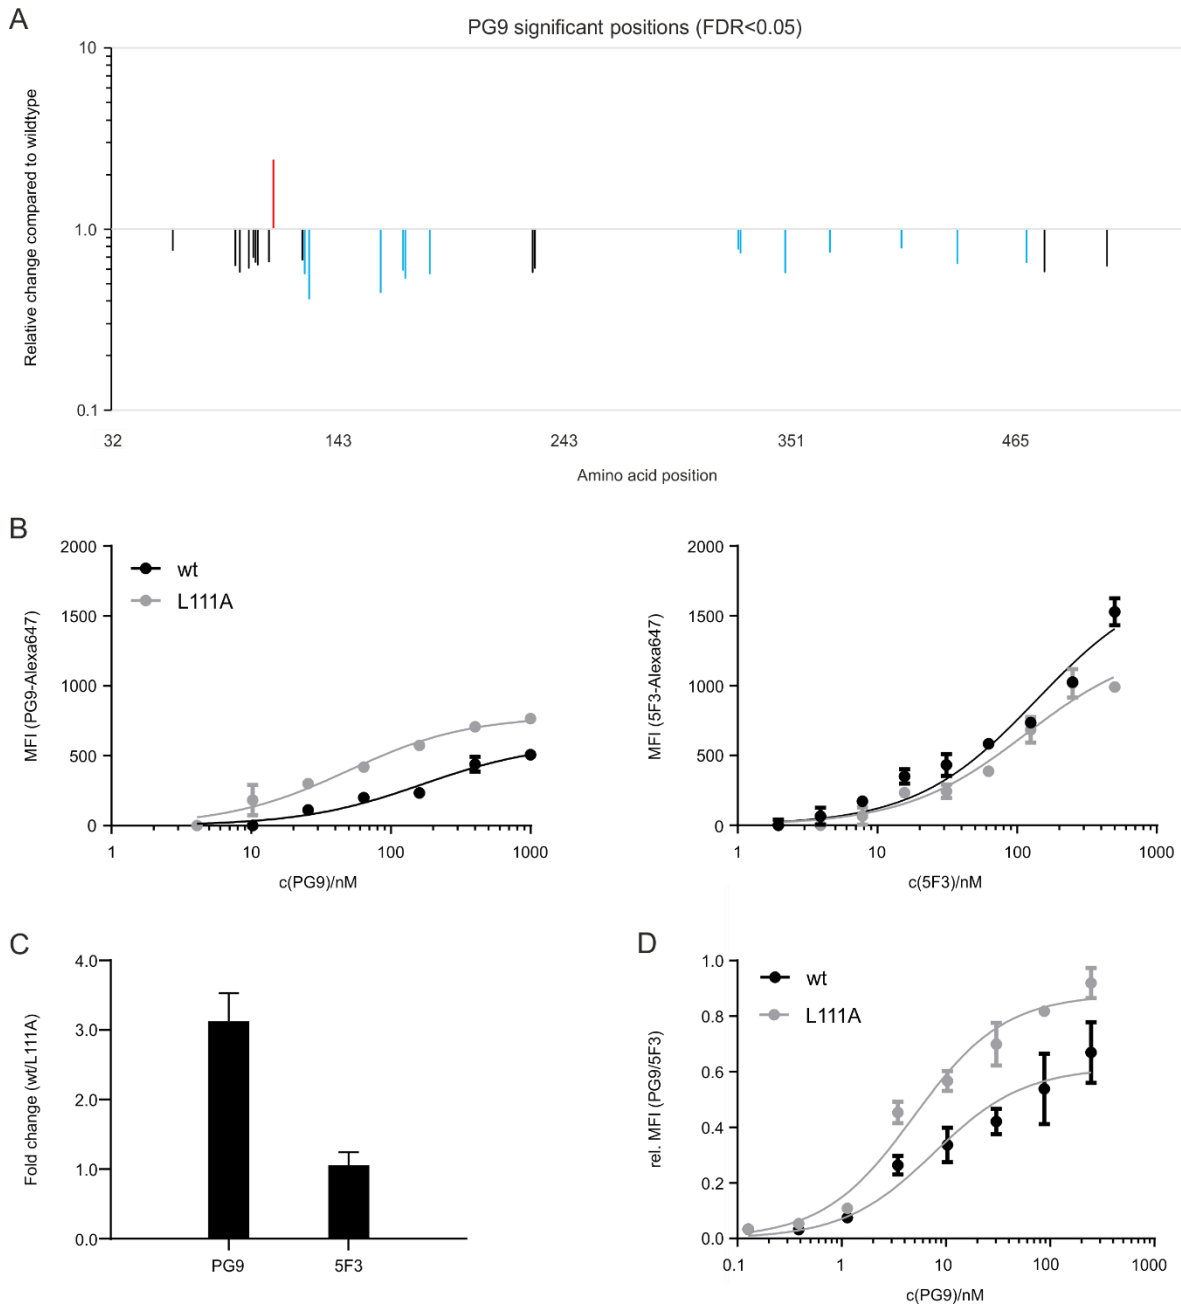 A
PG9 significant positions (FDR<0.05)
Relative change compared to wildtype
10
1.0
0.1
32 143 243 351 465
Amino acid position
B
MFI (PG9-Alexa647)
2000
1500
1000
500
0
wt
L111A
1 10 100 1000
c(PG9)/nM
MFI (5F3-Alexa647)
2000
1500
1000
500
0
1 10 100 1000
c(5F3)/nM
C
Fold change (wt/L111A)
4.0
3.0
2.0
1.0
0.0
PG9 5F3
D
rel. MFI (PG9/5F3)
1.0
0.8
0.6
0.4
0.2
0.0
wt
L111A
0.1 1 10 100 1000
c(PG9)/nM